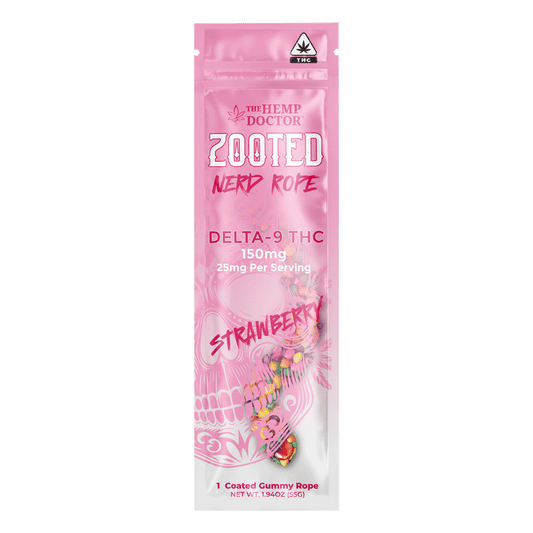 THC
THE HEMP
DOCTOR™
ZOOTED
NERD ROPE
DELTA-9 THC
150mg
25mg Per Serving
STRAWBERRY
1 Coated Gummy Rope
NET WT. 1.94OZ (55G)